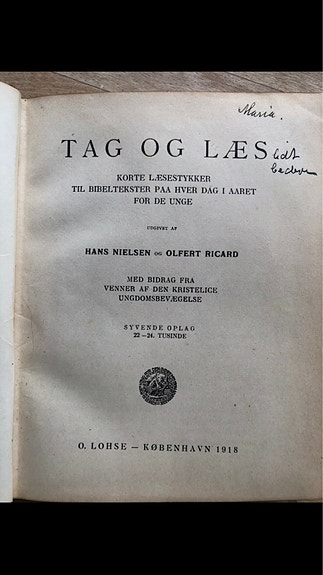 Maria.
TAG OG LÆS
lidt
bedre
KORTE LÆSESTYKKER
TIL BIBELTEKSTER PAA HVER DAG I AARET
FOR DE UNGE
UDGIVET AF
HANS NIELSEN OG OLFERT RICARD
MED BIDRAG FRA
VENNER AF DEN KRISTELIGE
UNGDOMSBEVÆGELSE
SYVENDE OPLAG
22—24. TUSINDE
O. LOHSE — KØBENHAVN 1918